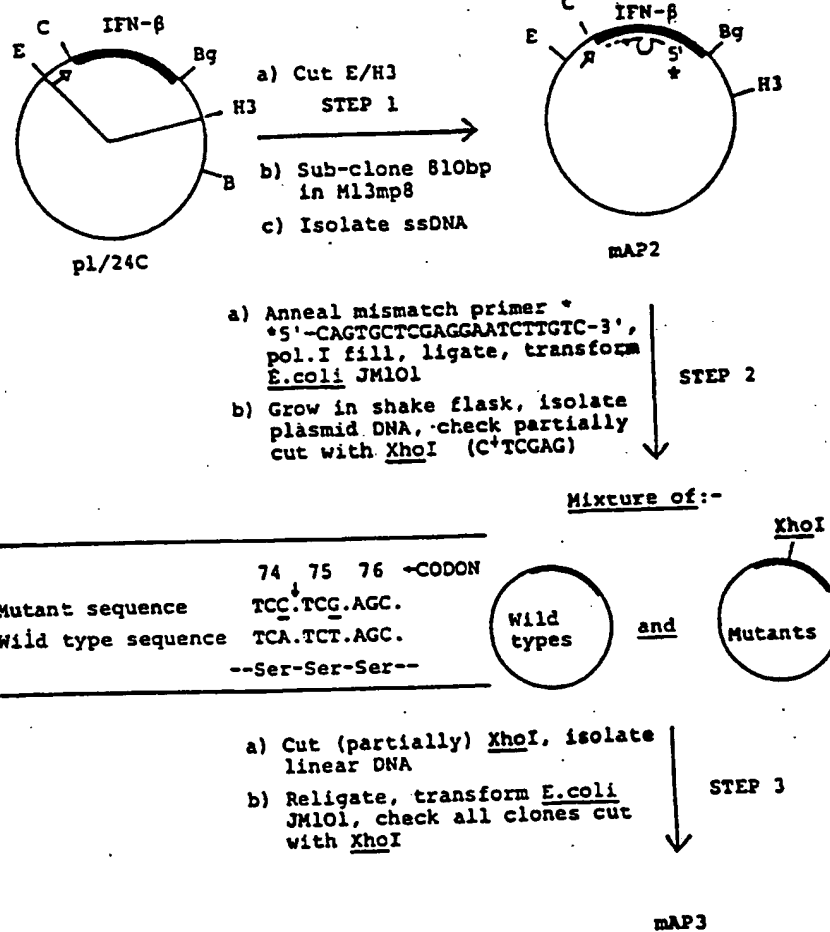 C IFN-β
E
Bg
H3
B
p1/24C
a) Cut E/H3
STEP 1
b) Sub-clone 810bp
in M13mp8
c) Isolate ssDNA
C IFN-β
E
Bg
5'
*
H3
mAP2
a) Anneal mismatch primer *
*5'-CAGTGCTCGAGGAATCTTGTC-3',
pol.I fill, ligate, transform
E.coli JM101
b) Grow in shake flask, isolate
plasmid DNA, check partially
cut with XhoI (C↓TCGAG)
STEP 2
Mixture of:-
XhoI
74 75 76 ←CODON
Mutant sequence TCC.TCG.AGC.
Wild type sequence TCA.TCT.AGC.
--Ser-Ser-Ser--
Wild
types
and
Mutants
a) Cut (partially) XhoI, isolate
linear DNA
b) Religate, transform E.coli
JM101, check all clones cut
with XhoI
STEP 3
mAP3